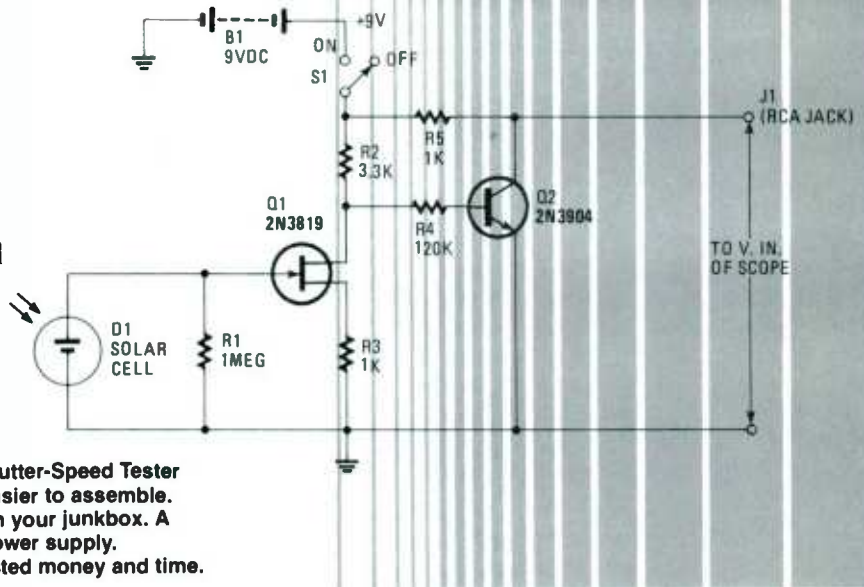 +9V
B1
9VDC
ON
OFF
S1
J1
(RCA JACK)
R5
1K
R2
3.3K
Q1
2N3819
Q2
2N3904
R4
120K
TO V. IN.
OF SCOPE
D1
SOLAR
CELL
R1
1MEG
R3
1K
utter-Speed Tester
sier to assemble.
n your junkbox. A
wer supply.
sted money and time.